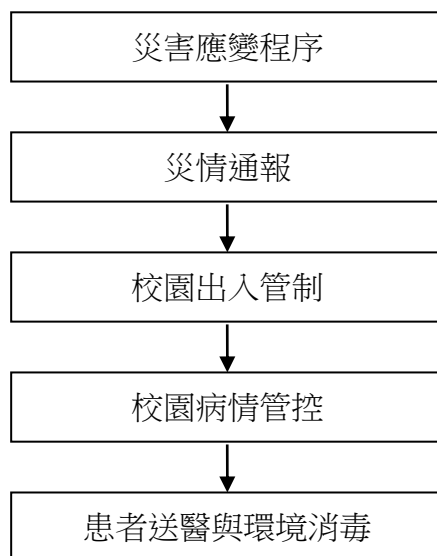 災害應變程序
災情通報
校園出入管制
校園病情管控
患者送醫與環境消毒